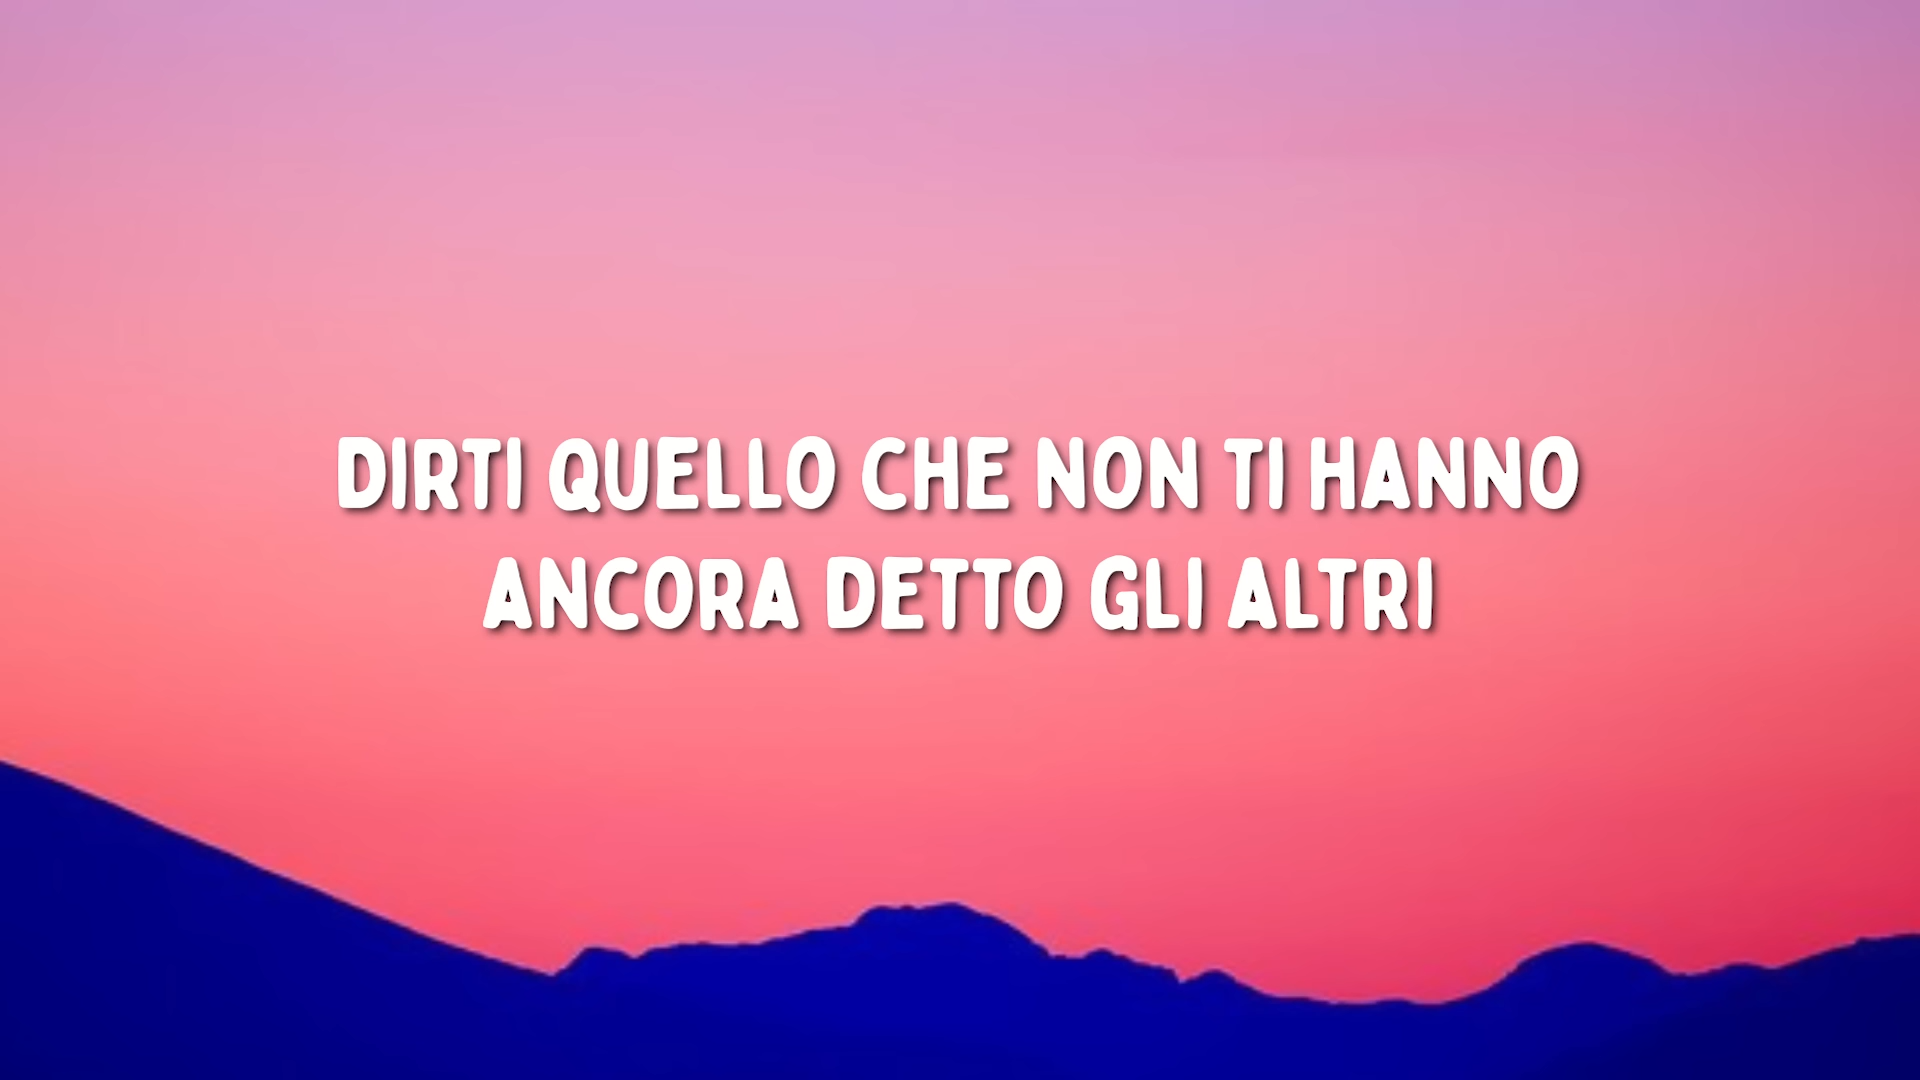 DIRTI QUELLO CHE NON TI HANNO
ANCORA DETTO GLI ALTRI